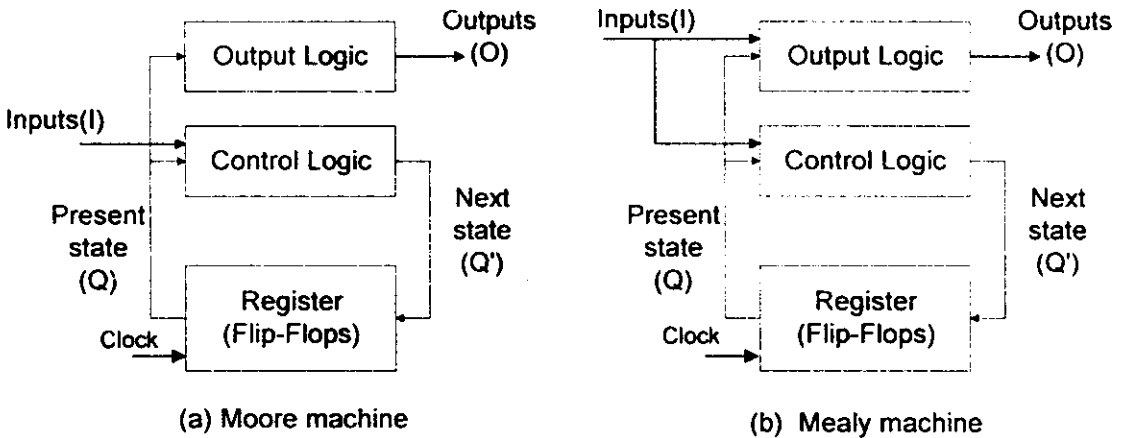 Outputs
(O)
Output Logic
Inputs(I)
Control Logic
Present
state
(Q)
Next
state
(Q')
Register
(Flip-Flops)
Clock
(a) Moore machine
Inputs(I)
Outputs
(O)
Output Logic
Control Logic
Present
state
(Q)
Next
state
(Q')
Register
(Flip-Flops)
Clock
(b) Mealy machine